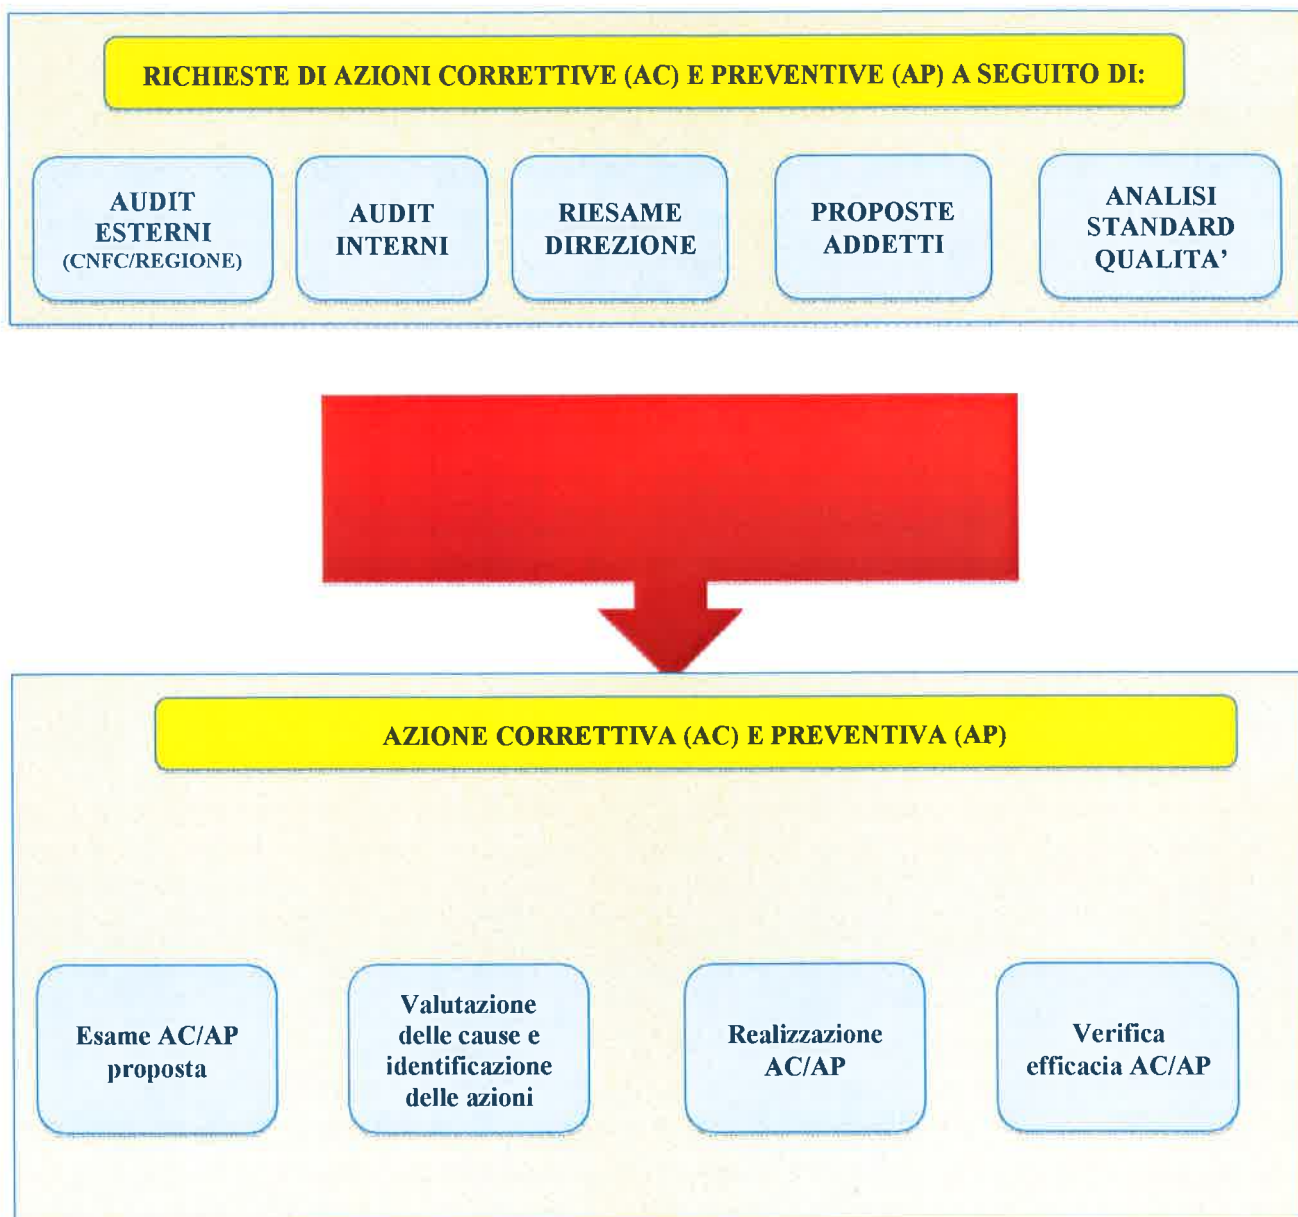 RICHIESTE DI AZIONI CORRETTIVE (AC) E PREVENTIVE (AP) A SEGUITO DI:
AUDIT
ESTERNI
(CNFC/REGIONE)
AUDIT
INTERNI
RIESAME
DIREZIONE
PROPOSTE
ADDETTI
ANALISI
STANDARD
QUALITA’
AZIONE CORRETTIVA (AC) E PREVENTIVA (AP)
Esame AC/AP
proposta
Valutazione
delle cause e
identificazione
delle azioni
Realizzazione
AC/AP
Verifica
efficacia AC/AP